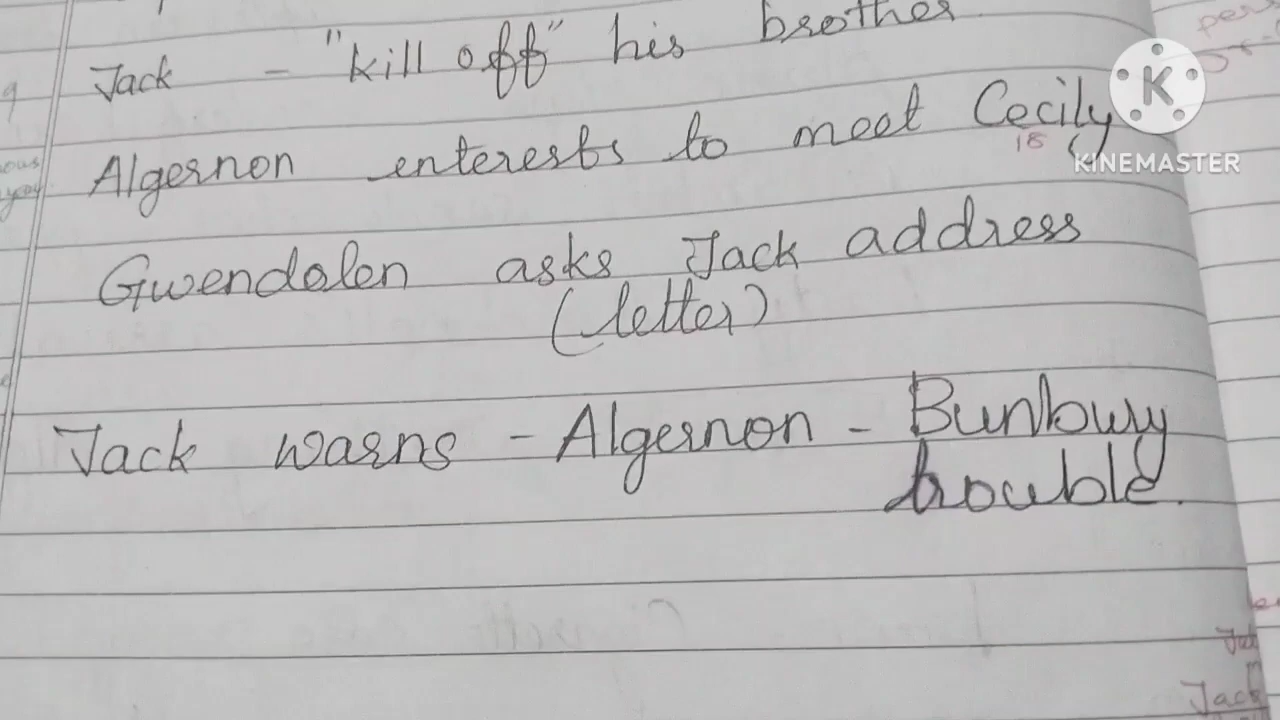 Jack - "kill off" his brother
Algernon enterests to meet Cecily
18
Gwendolen asks Jack address
(letter)
Jack warns - Algernon - Bunbury
trouble.
K
KINEMASTER
Jack